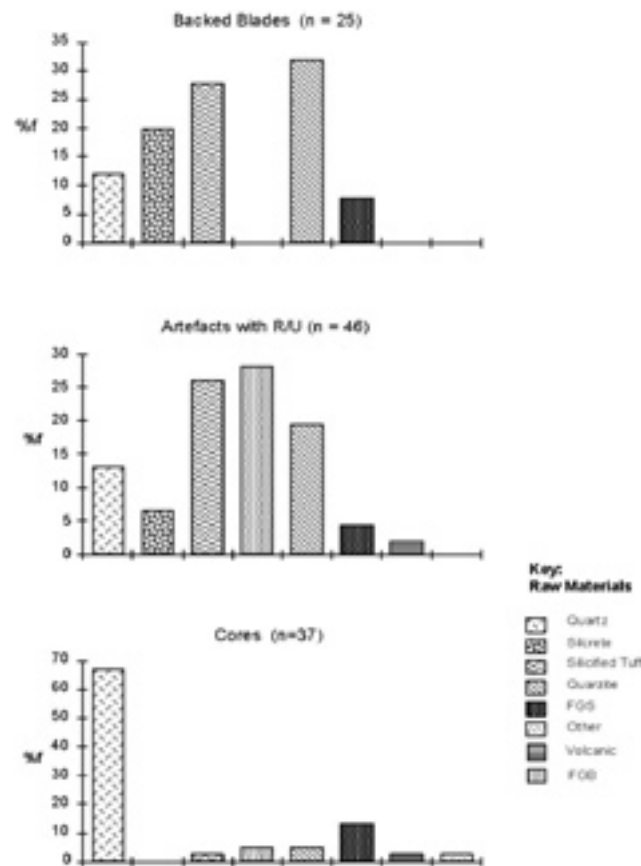 Backed Blades (n = 25)
35
30
25
%f
20
15
10
5
0
Artefacts with R/U (n = 46)
30
25
20
%f
15
10
5
0
Cores (n=37)
70
60
50
40
%f
30
20
10
0
Key:
Raw Materials
Quartz
Silcrete
Silicified Tuff
Quarzite
FGS
Other
Volcanic
FGB